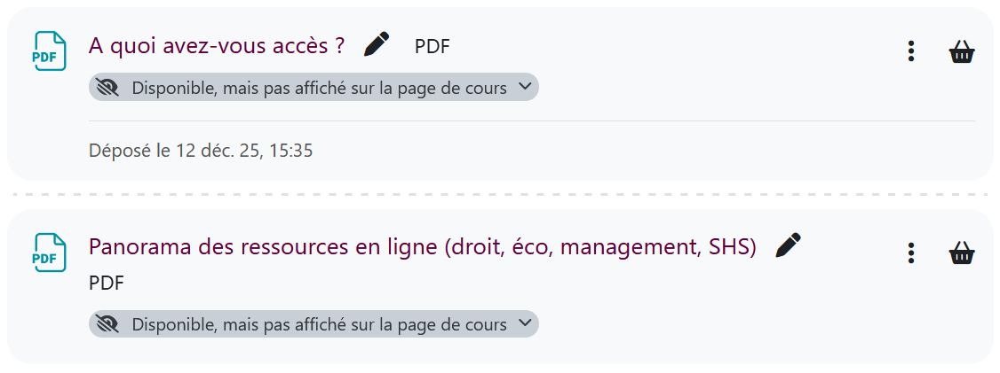 PDF
A quoi avez-vous accès ? PDF
Disponible, mais pas affiché sur la page de cours
Déposé le 12 déc. 25, 15:35
PDF
Panorama des ressources en ligne (droit, éco, management, SHS)
PDF
Disponible, mais pas affiché sur la page de cours